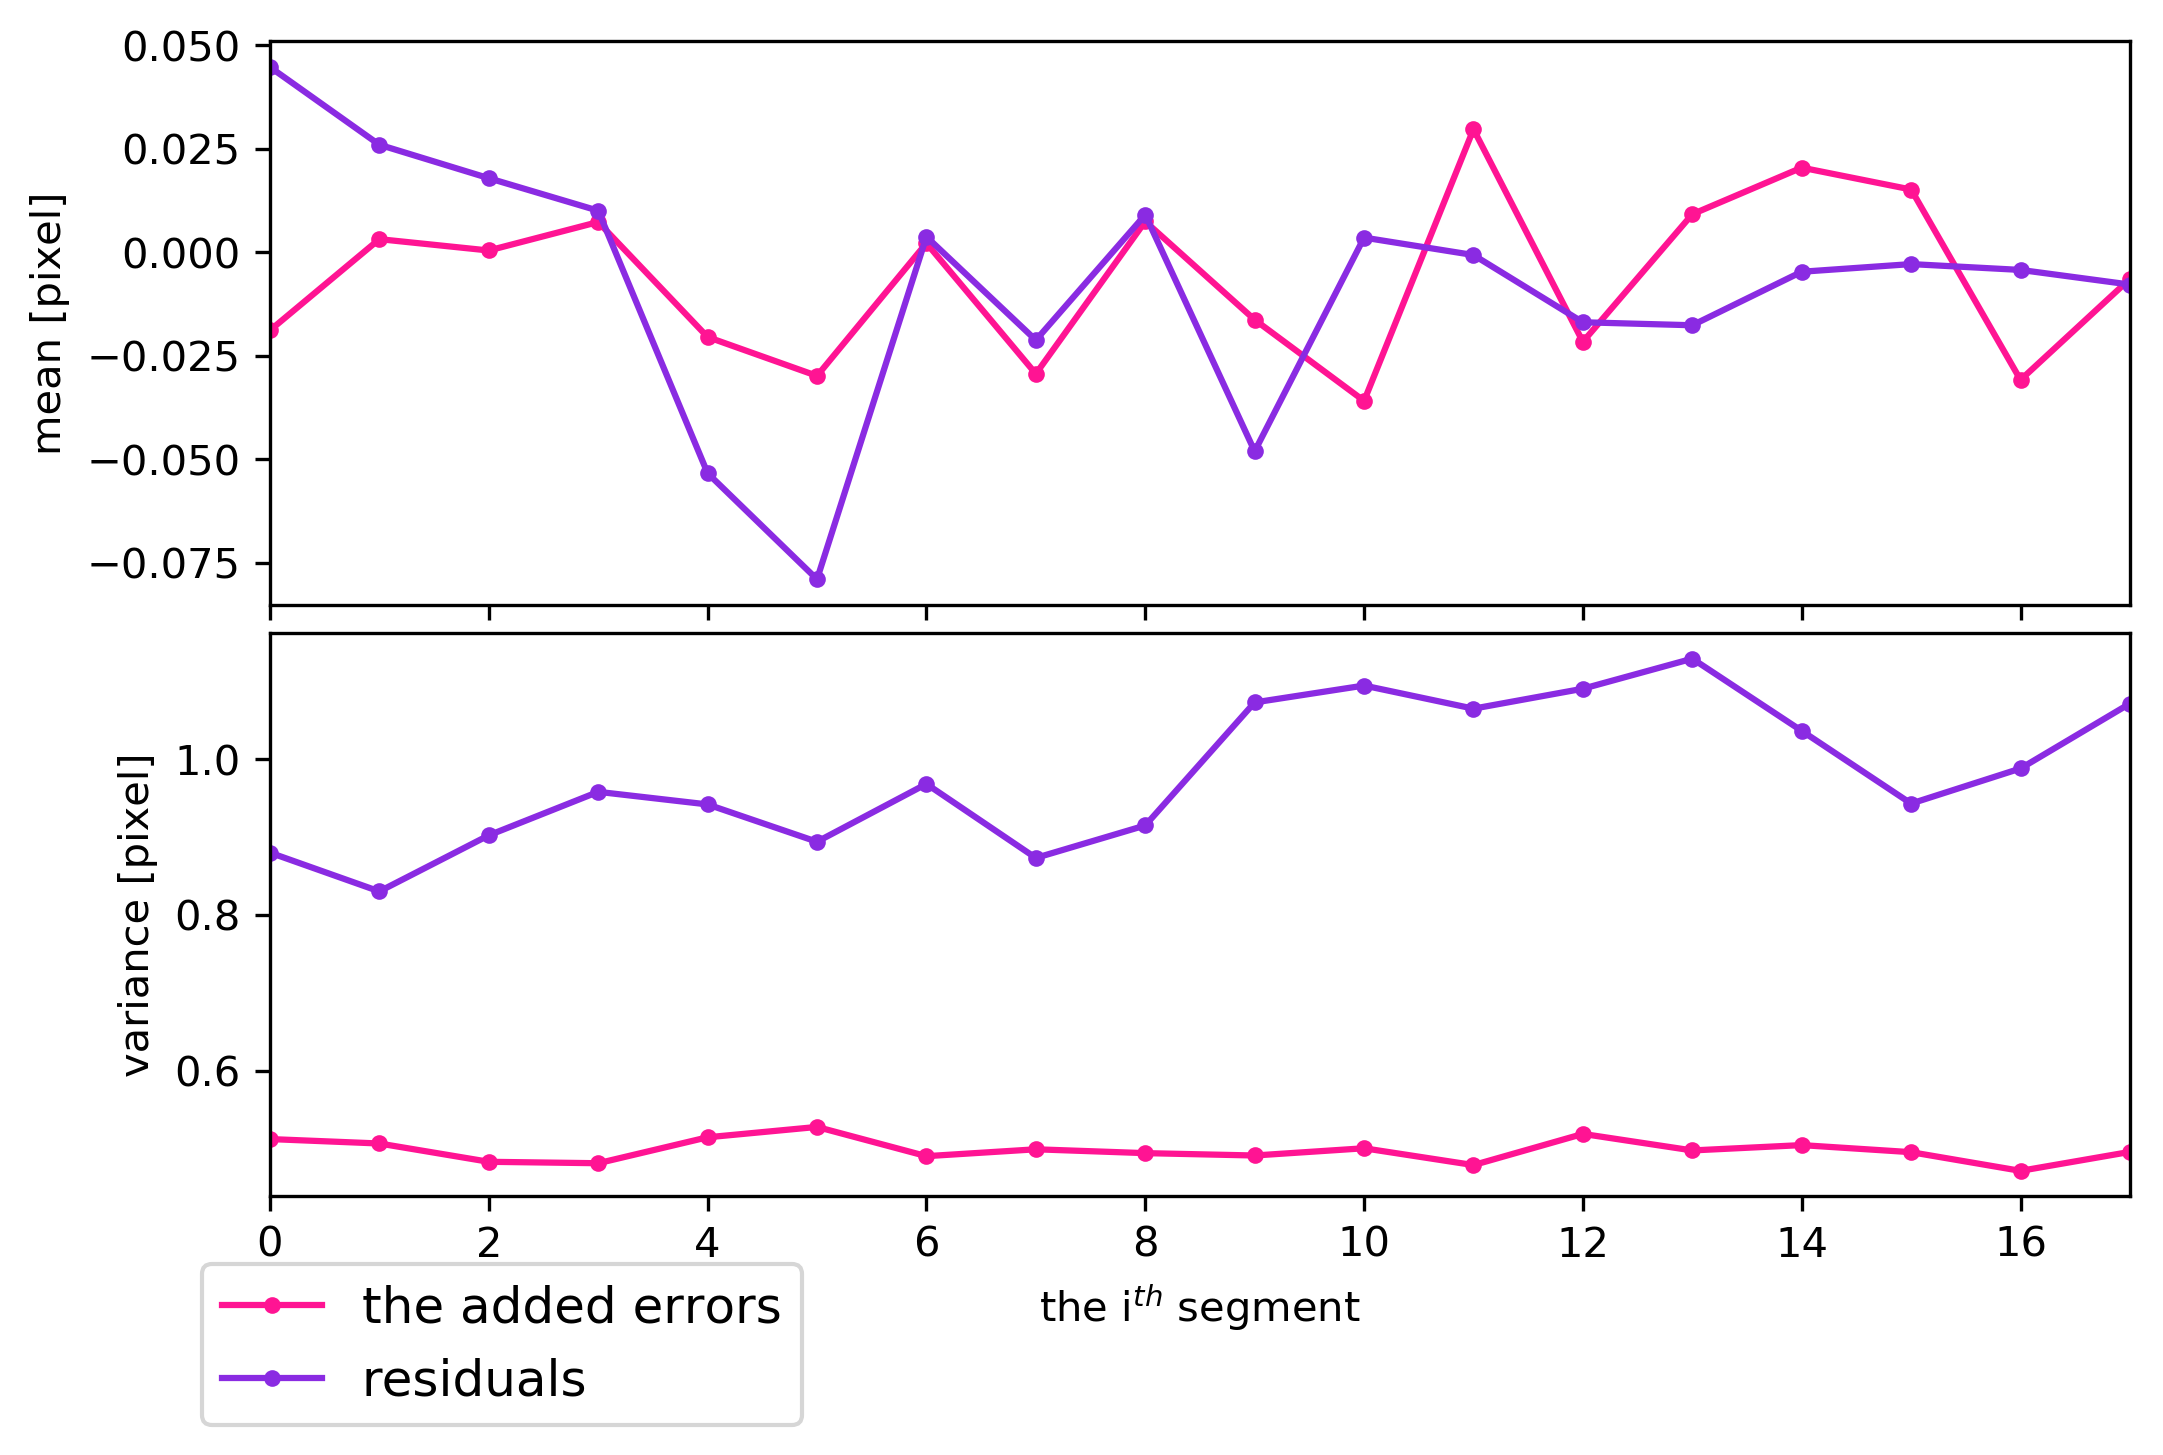 0.050
0.025
0.000
−0.025
−0.050
−0.075
mean [pixel]
1.0
0.8
0.6
variance [pixel]
0 2 4 6 8 10 12 14 16
the i^th segment
the added errors
residuals